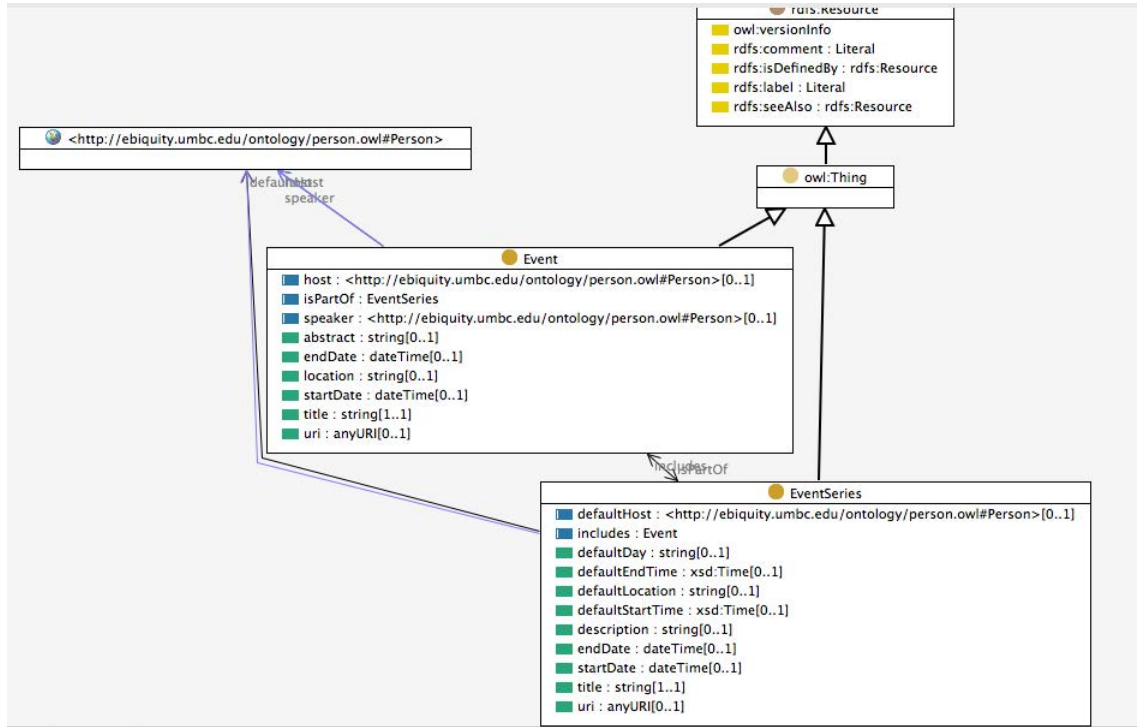 rdfs:Resource
owl:versionInfo
rdfs:comment : Literal
rdfs:isDefinedBy : rdfs:Resource
rdfs:label : Literal
rdfs:seeAlso : rdfs:Resource
<http://ebiquity.umbc.edu/ontology/person.owl#Person>
owl:Thing
defaultHost
host
speaker
Event
host : <http://ebiquity.umbc.edu/ontology/person.owl#Person>[0..1]
isPartOf : EventSeries
speaker : <http://ebiquity.umbc.edu/ontology/person.owl#Person>[0..1]
abstract : string[0..1]
endDate : dateTime[0..1]
location : string[0..1]
startDate : dateTime[0..1]
title : string[1..1]
uri : anyURI[0..1]
includes
isPartOf
EventSeries
defaultHost : <http://ebiquity.umbc.edu/ontology/person.owl#Person>[0..1]
includes : Event
defaultDay : string[0..1]
defaultEndTime : xsd:Time[0..1]
defaultLocation : string[0..1]
defaultStartTime : xsd:Time[0..1]
description : string[0..1]
endDate : dateTime[0..1]
startDate : dateTime[0..1]
title : string[1..1]
uri : anyURI[0..1]